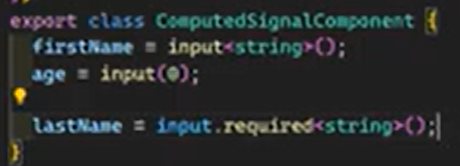 export class ComputedSignalComponent {
firstName = input<string>();
age = input(0);
lastName = input.required<string>();
}